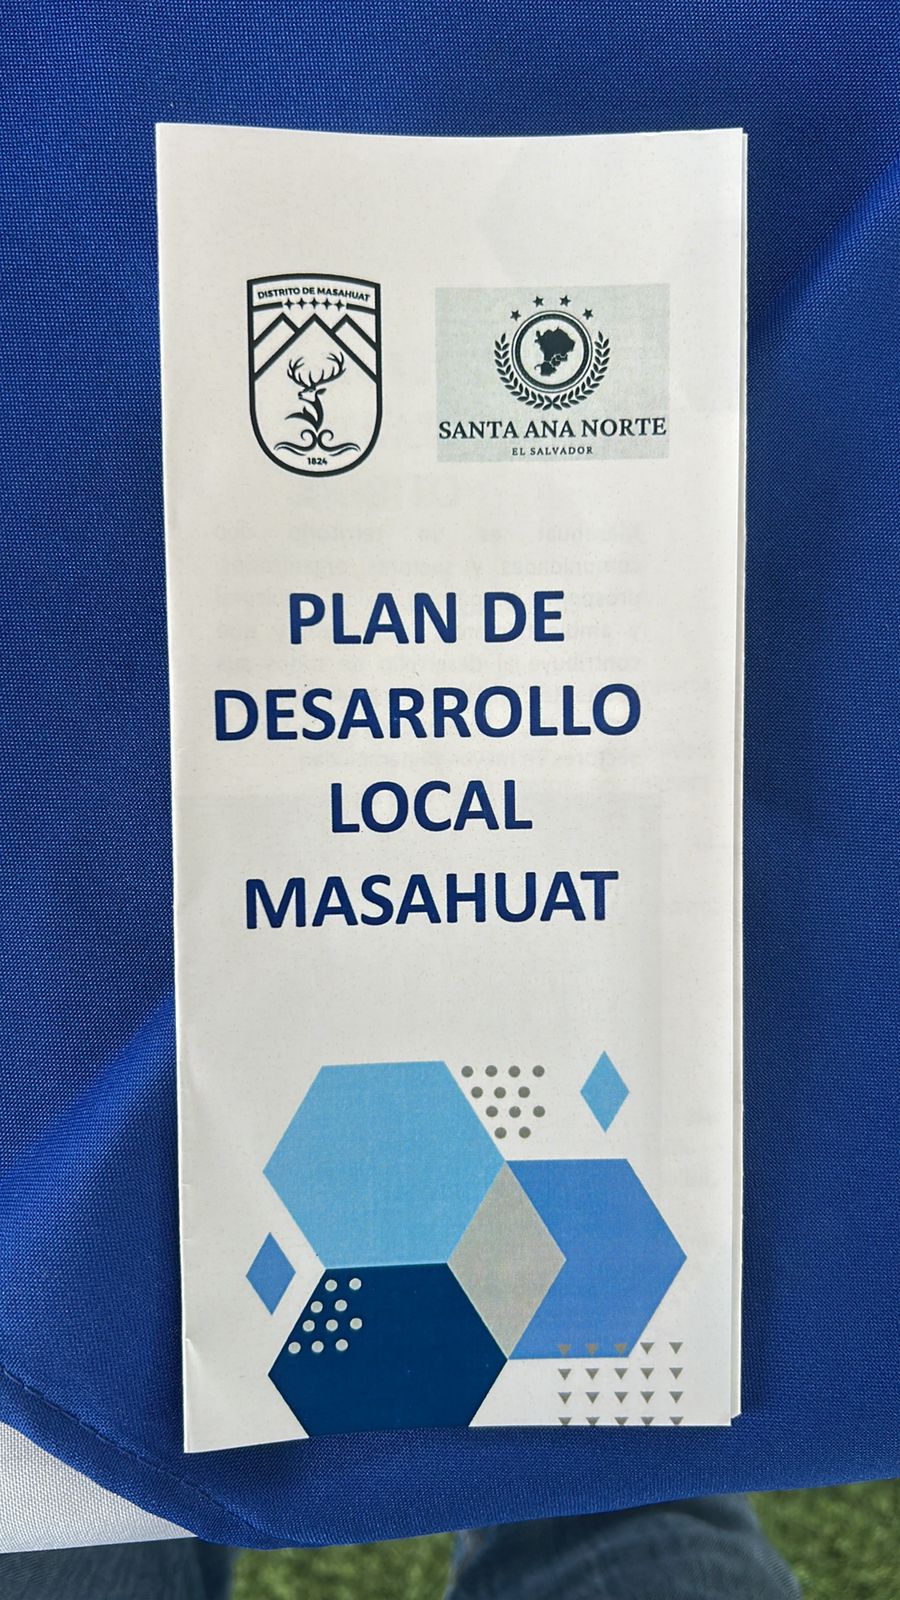 DISTRITO DE MASAHUAT
1824
SANTA ANA NORTE
EL SALVADOR
PLAN DE
DESARROLLO
LOCAL
MASAHUAT